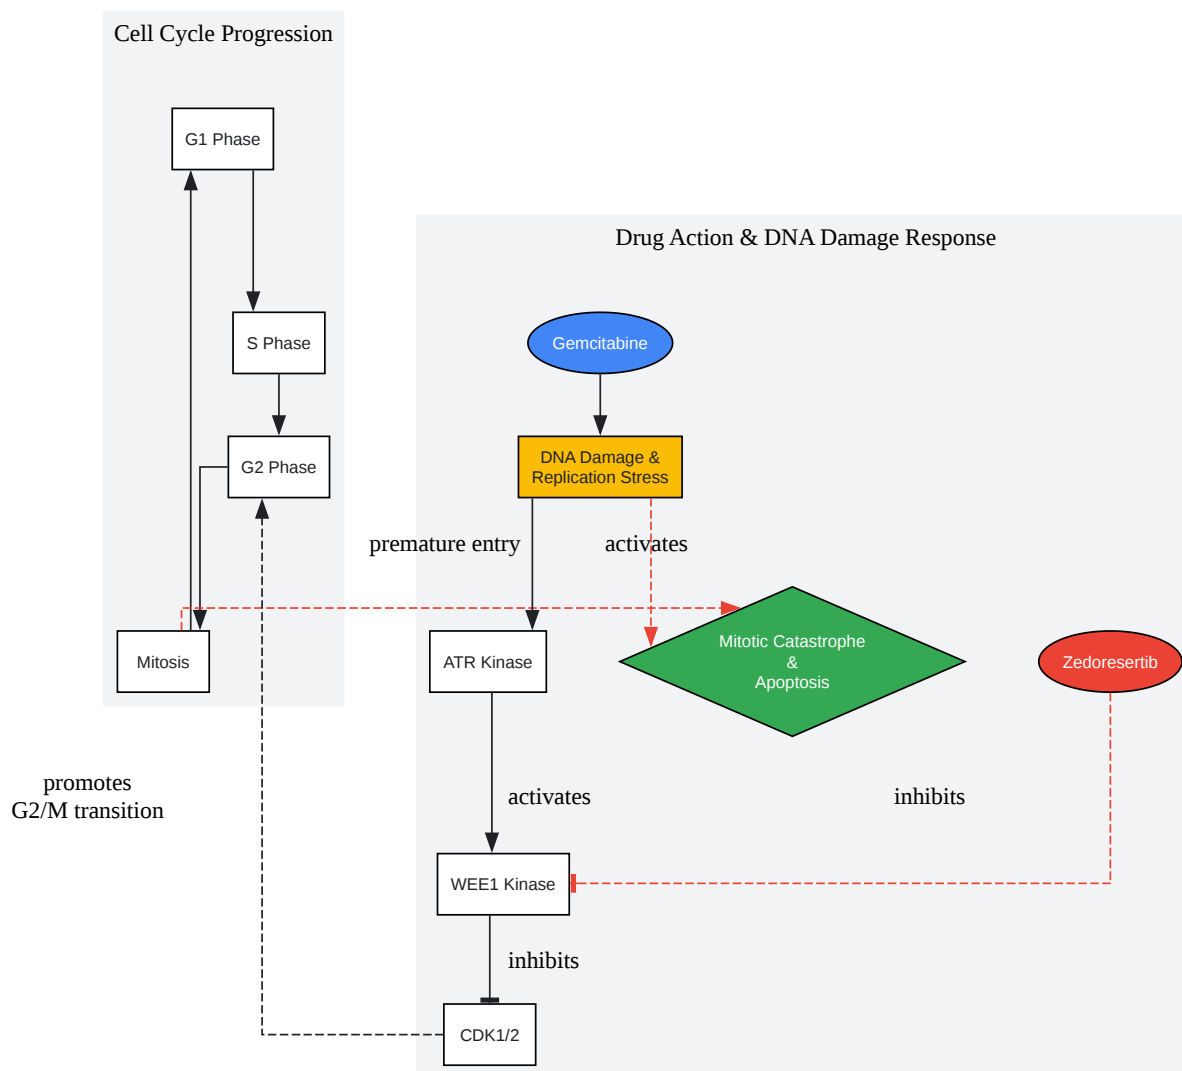 Cell Cycle Progression
G1 Phase
Drug Action & DNA Damage Response
S Phase
Gemcitabine
G2 Phase
DNA Damage &
Replication Stress
premature entry
activates
Mitosis
ATR Kinase
Mitotic Catastrophe
&
Apoptosis
Zedoresertib
promotes
G2/M transition
activates
inhibits
WEE1 Kinase
inhibits
CDK1/2